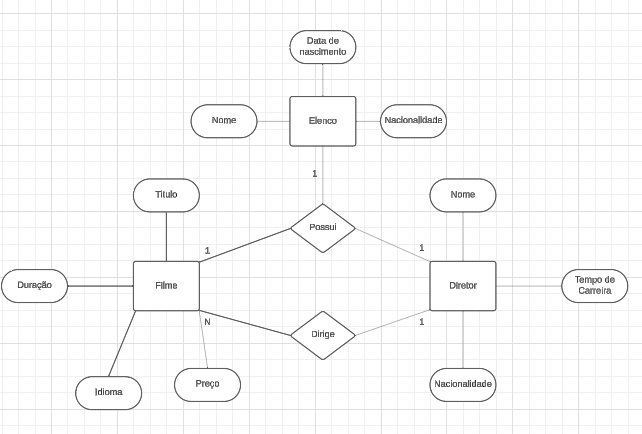 Data de
nascimento
Nome
Elenco
Nacionalidade
1
Titulo
Nome
Possui
1
1
Duração
Filme
Diretor
Tempo de
Carreira
N
1
Dirige
Idioma
Preço
Nacionalidade